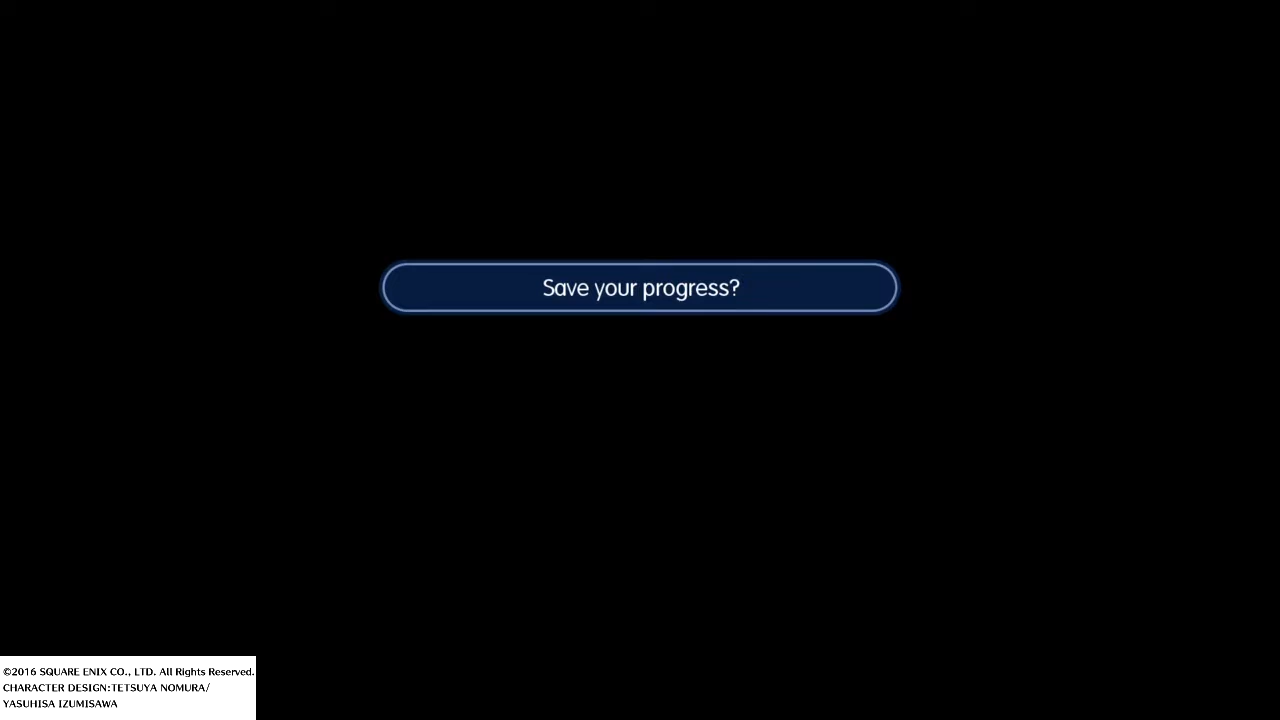 Save your progress?
©2016 SQUARE ENIX CO., LTD. All Rights Reserved.
CHARACTER DESIGN:TETSUYA NOMURA/
YASUHISA IZUMISAWA